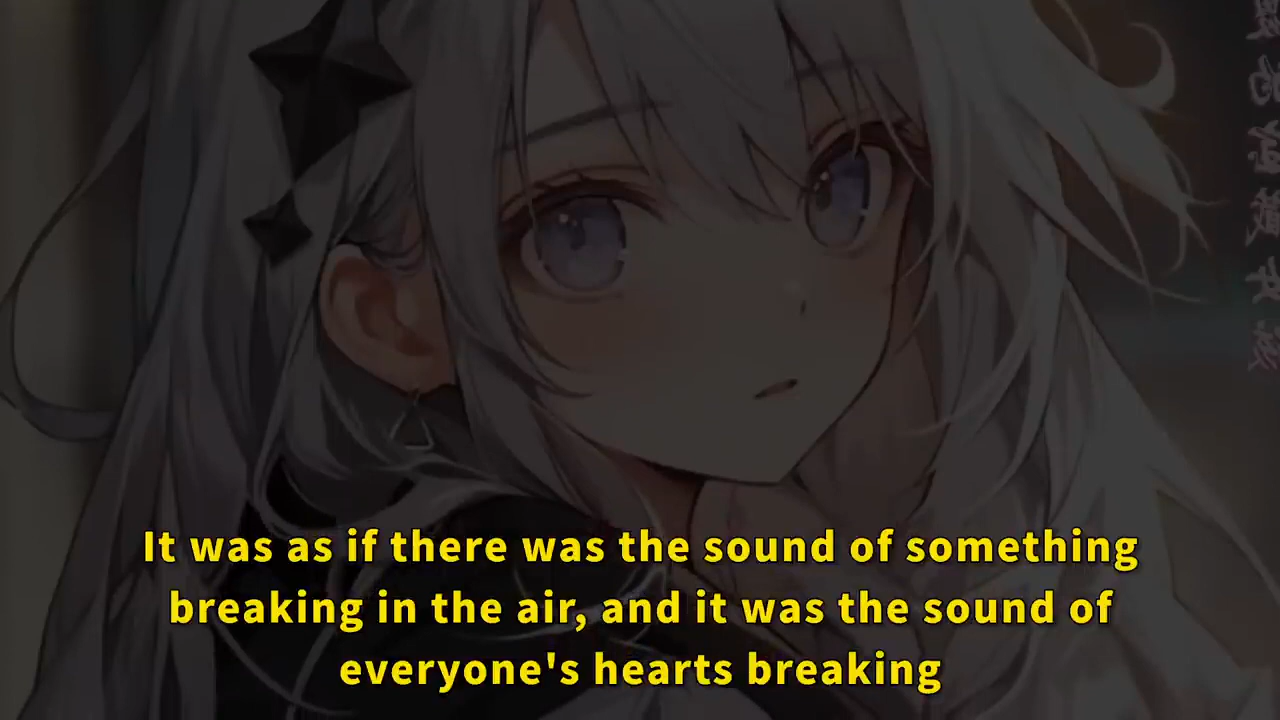 It was as if there was the sound of something
breaking in the air, and it was the sound of
everyone's hearts breaking